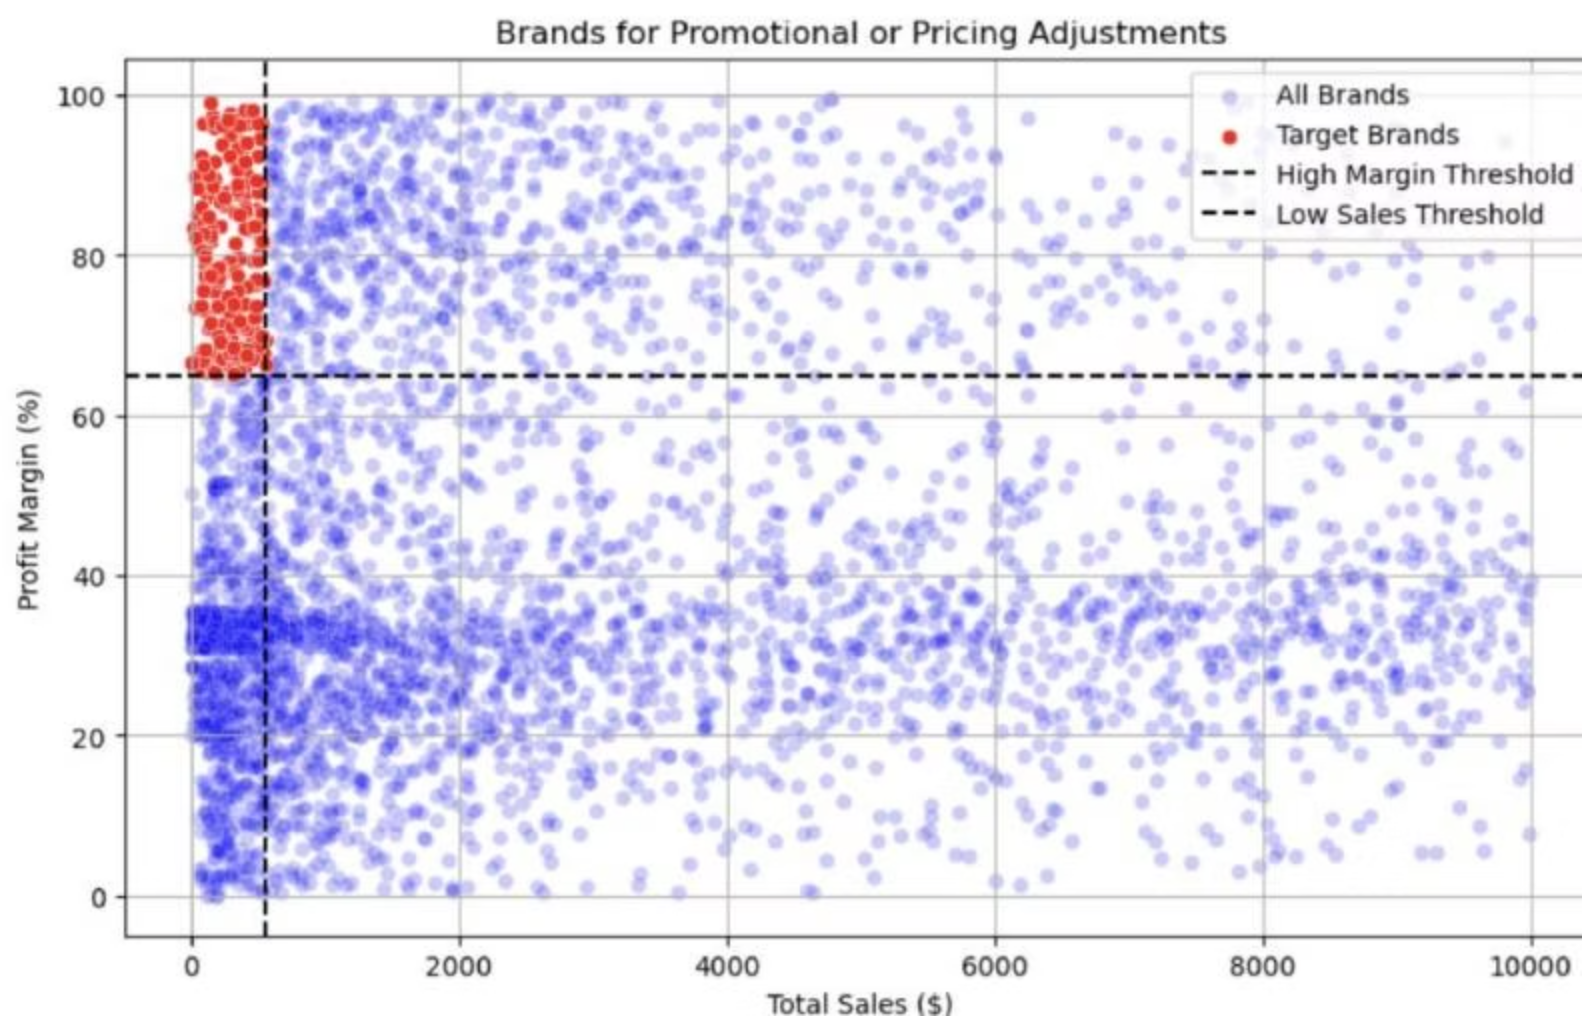 Brands for Promotional or Pricing Adjustments
All Brands
Target Brands
High Margin Threshold
Low Sales Threshold
100
80
60
40
20
0
Profit Margin (%)
0 2000 4000 6000 8000 10000
Total Sales ($)